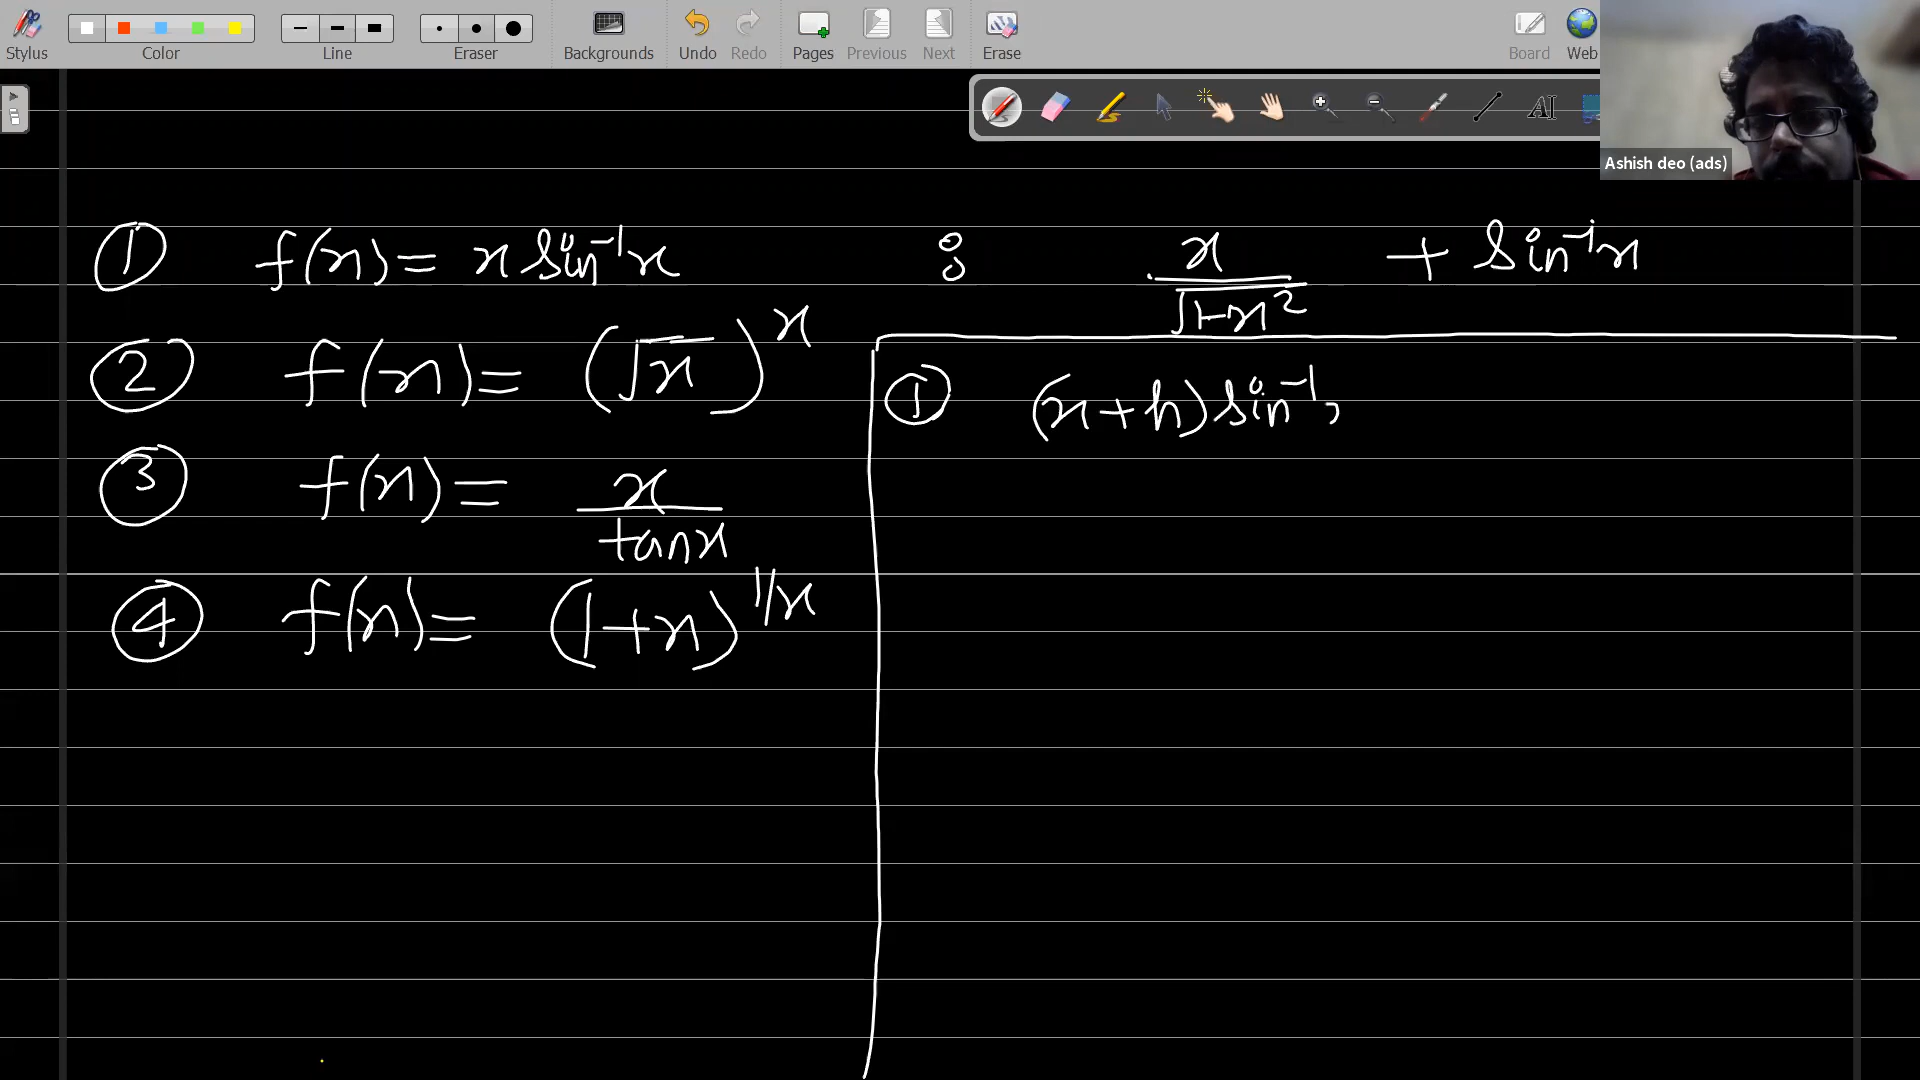 Stylus Color Line Eraser Backgrounds Undo Redo Pages Previous Next Erase Board Web
Ashish deo (ads)
① f(x) = x sin⁻¹x : x/√1-x² + sin⁻¹x
② f(x) = (√x)ˣ
③ f(x) = x/tanx
④ f(x) = (1+x)^1/x
① (x+h) sin⁻¹